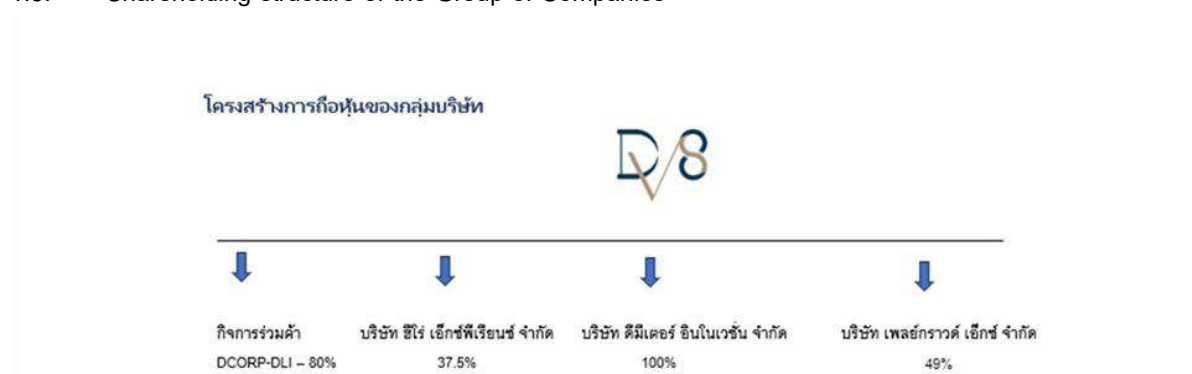 Shareholding structure of the Group of Companies
โครงสร้างการถือหุ้นของกลุ่มบริษัท
DV8
กิจการร่วมค้า บริษัท ฮีโร่ เอ็กซ์พีเรียนซ์ จำกัด บริษัท ดีมีเตอร์ อินโนเวชั่น จำกัด บริษัท เพลย์กราวด์ เอ็กซ์ จำกัด
DCORP-DLI – 80% 37.5% 100% 49%